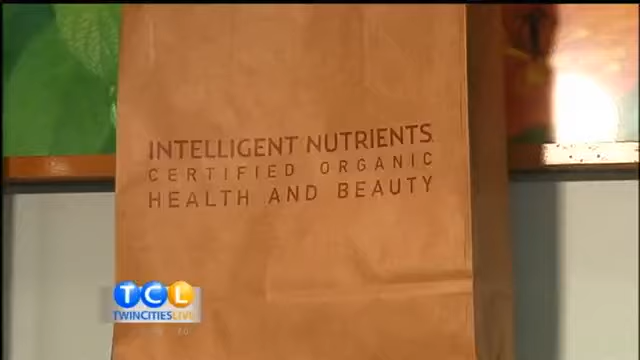 INTELLIGENT NUTRIENTS.
CERTIFIED ORGANIC
HEALTH AND BEAUTY
TCL
TWINCITIESLIVE